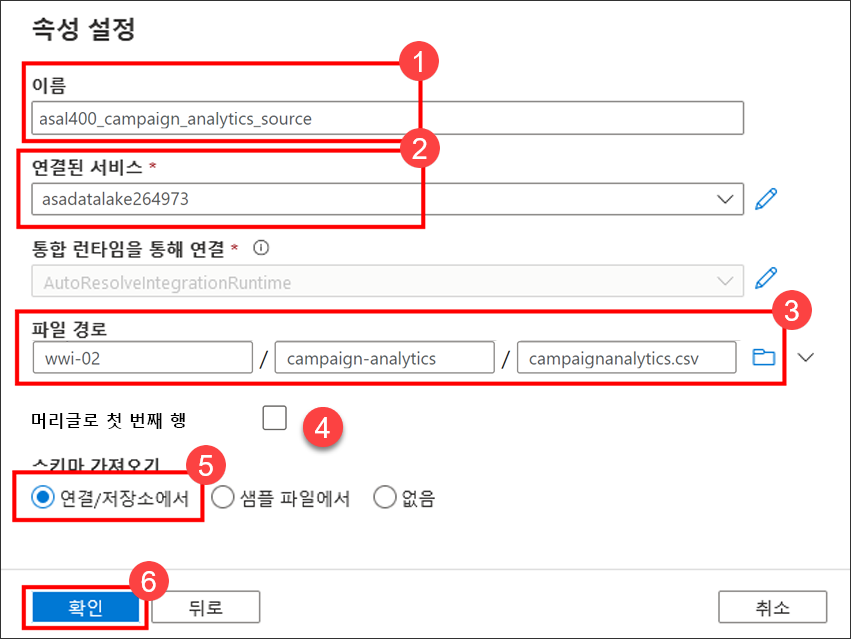 속성 설정
1
이름
asal400_campaign_analytics_source
2
연결된 서비스 *
asadatalake264973
통합 런타임을 통해 연결 *
AutoResolveIntegrationRuntime
3
파일 경로
wwi-02 / campaign-analytics / campaignanalytics.csv
머리글로 첫 번째 행
4
스키마 가져오기
5
연결/저장소에서 샘플 파일에서 없음
6
확인 뒤로 취소